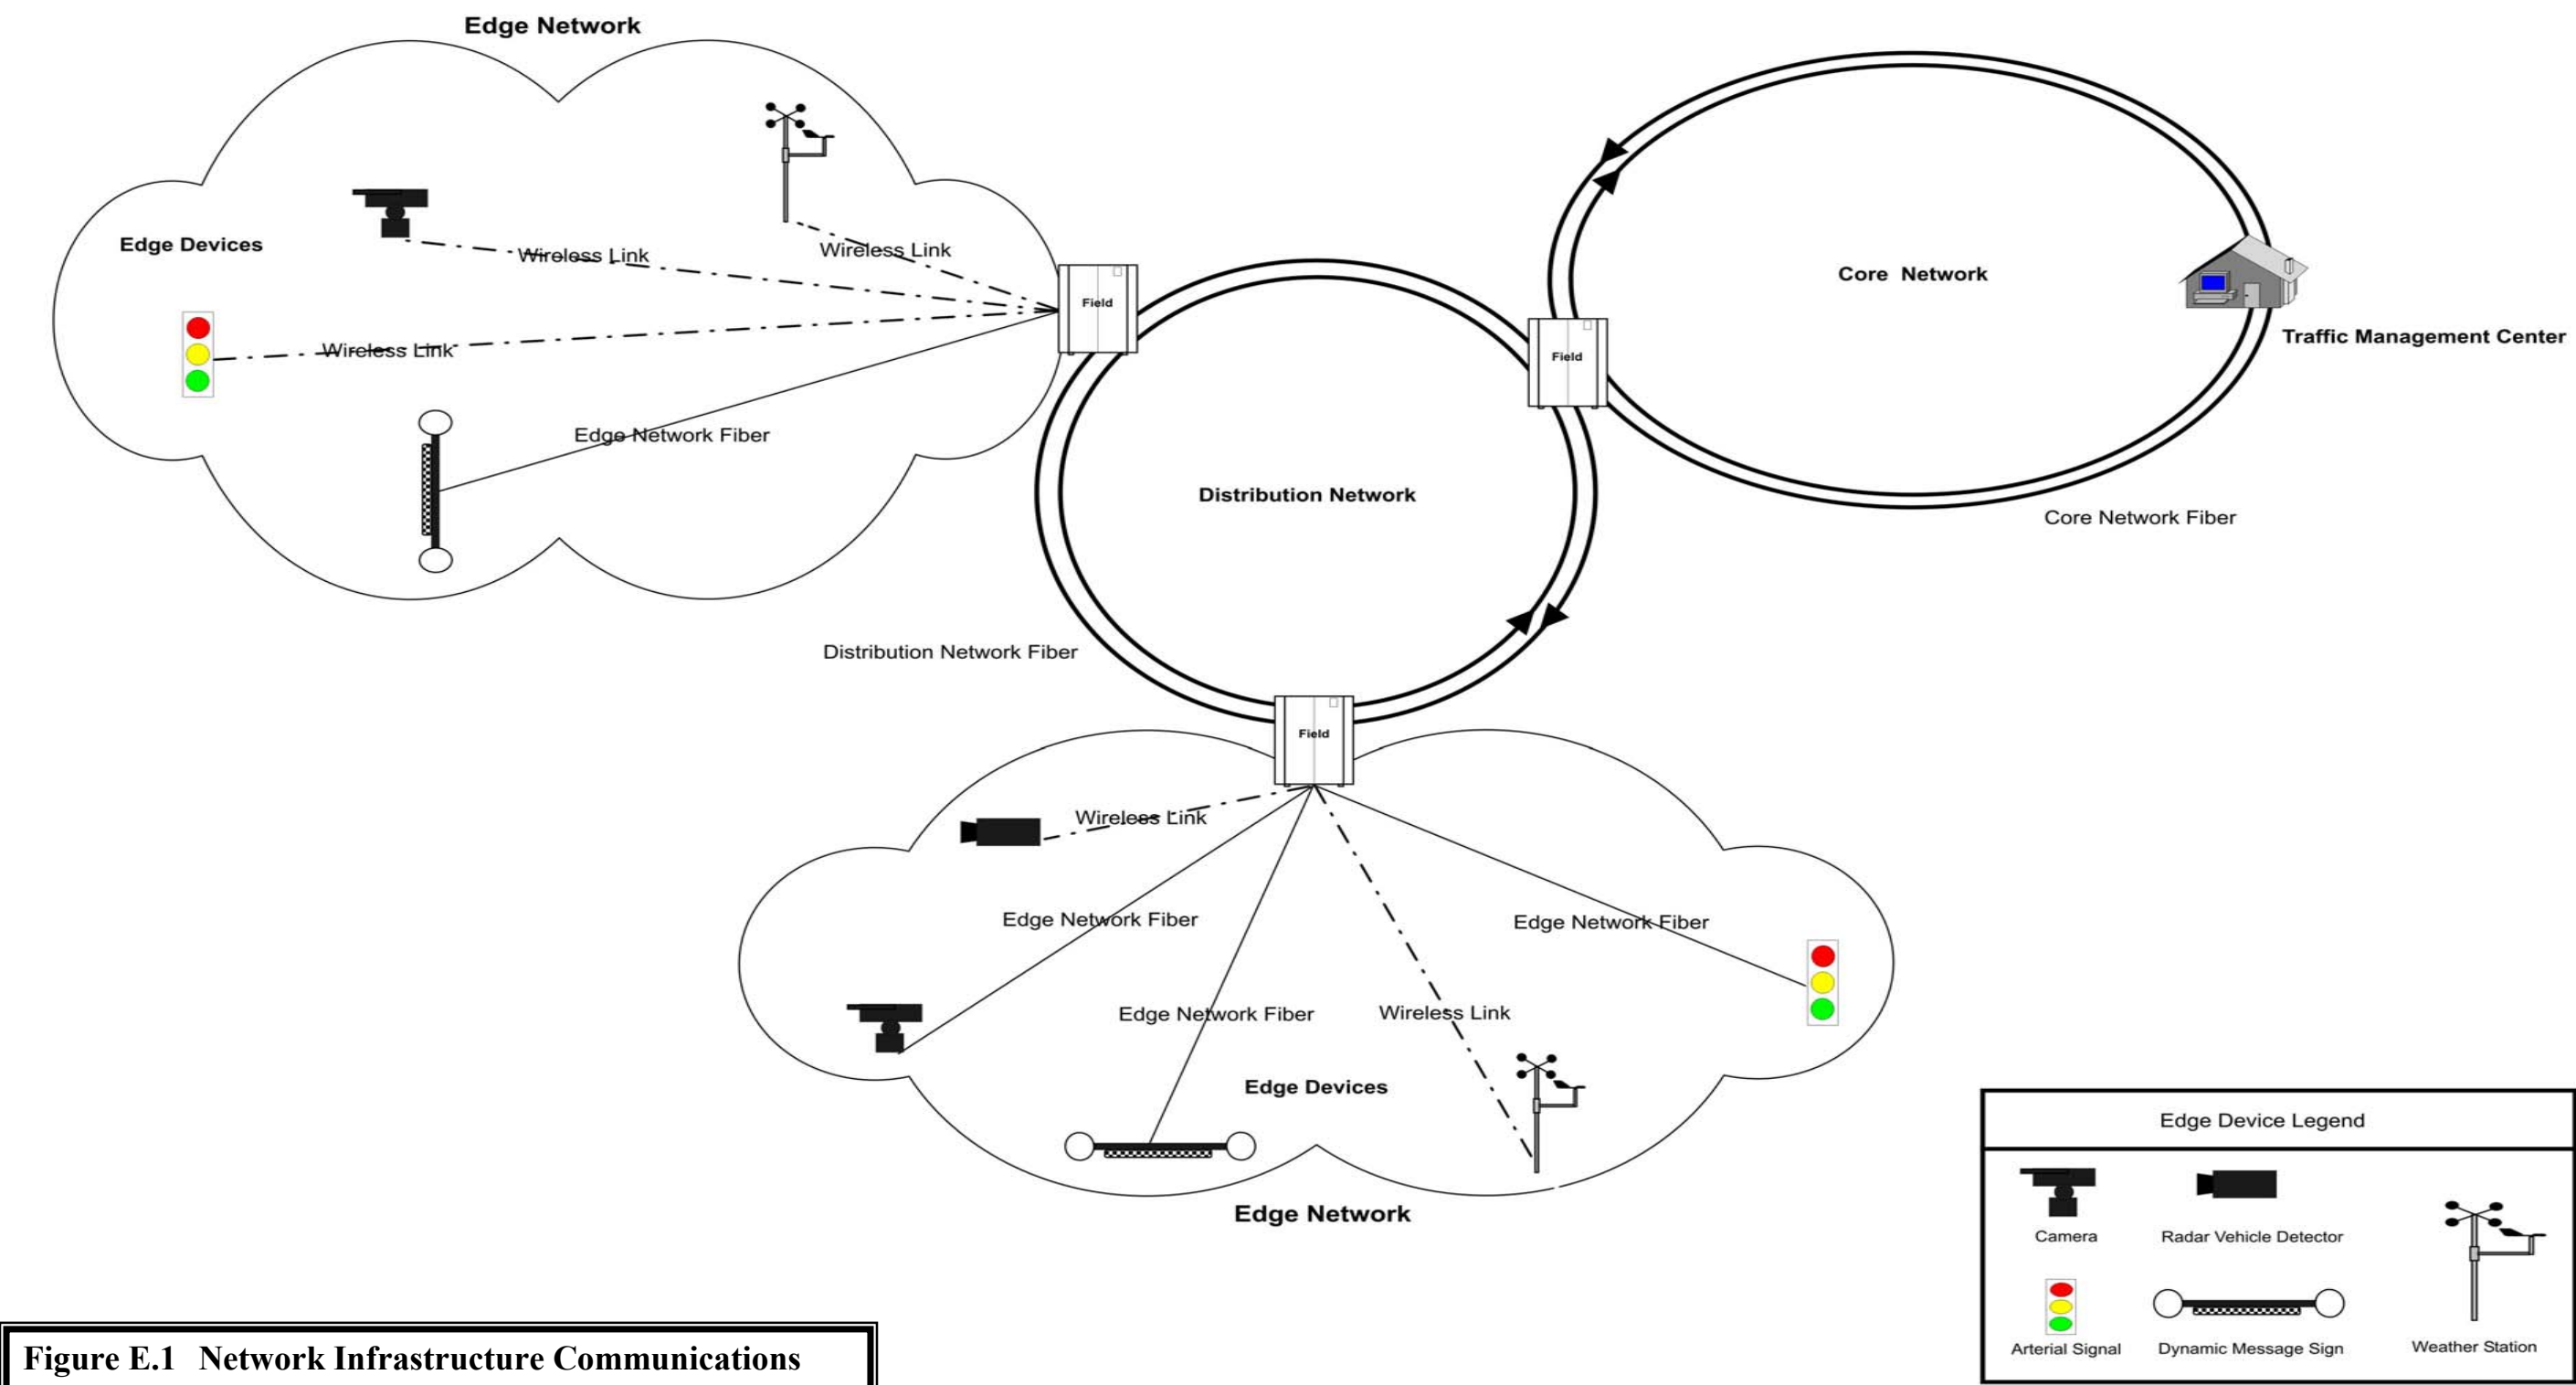 Edge Network
Edge Devices
Wireless Link
Wireless Link
Wireless Link
Edge Network Fiber
Field
Field
Core  Network
Traffic Management Center
Core Network Fiber
Distribution Network
Distribution Network Fiber
Field
Wireless Link
Edge Network Fiber
Edge Network Fiber
Edge Network Fiber
Wireless Link
Edge Devices
Edge Network
Edge Device Legend
Camera
Radar Vehicle Detector
Arterial Signal
Dynamic Message Sign
Weather Station
Figure E.1   Network Infrastructure Communications